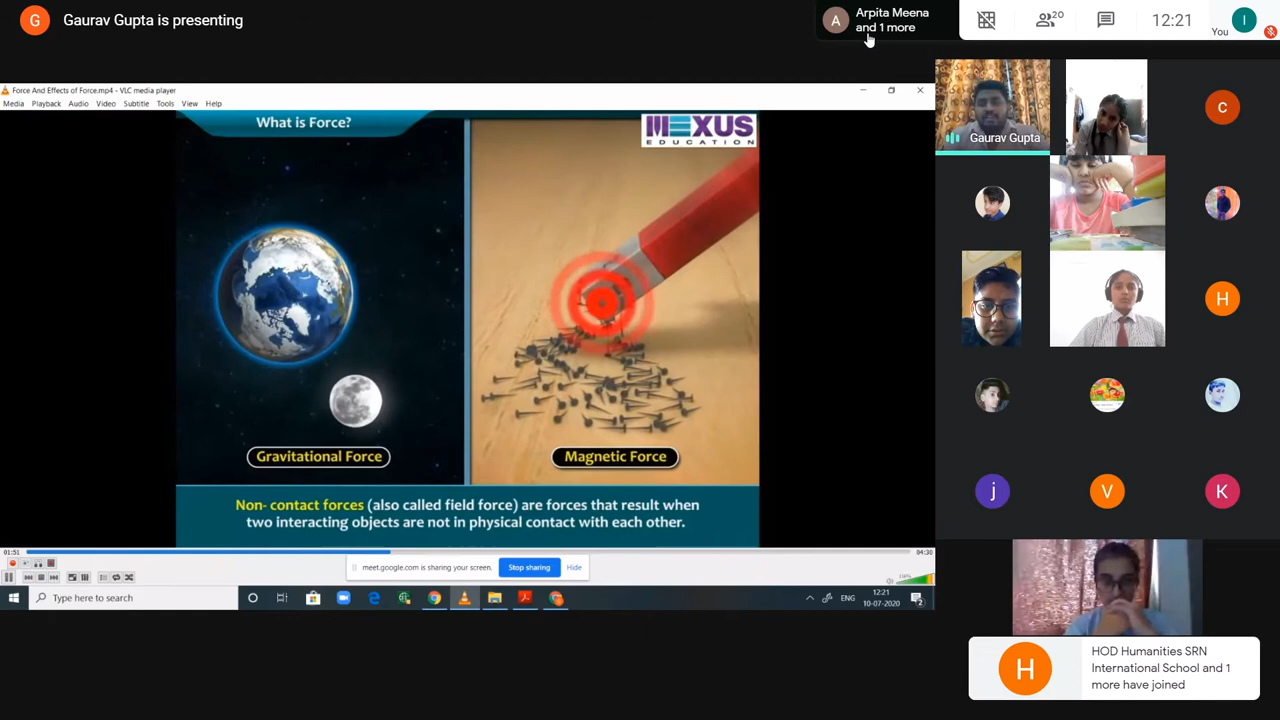 G
Gaurav Gupta is presenting
A
Arpita Meena
and 1 more
20
12:21
You
I
Force And Effects of Force.mp4 - VLC media player
Media Playback Audio Video Subtitle Tools View Help
What is Force?
MEXUS
EDUCATION
Gravitational Force
Magnetic Force
Non- contact forces (also called field force) are forces that result when
two interacting objects are not in physical contact with each other.
01:51
04:30
meet.google.com is sharing your screen.
Stop sharing
Hide
100%
Type here to search
ENG
12:21
10-07-2020
2
Gaurav Gupta
C
H
j
V
K
H
HOD Humanities SRN
International School and 1
more have joined